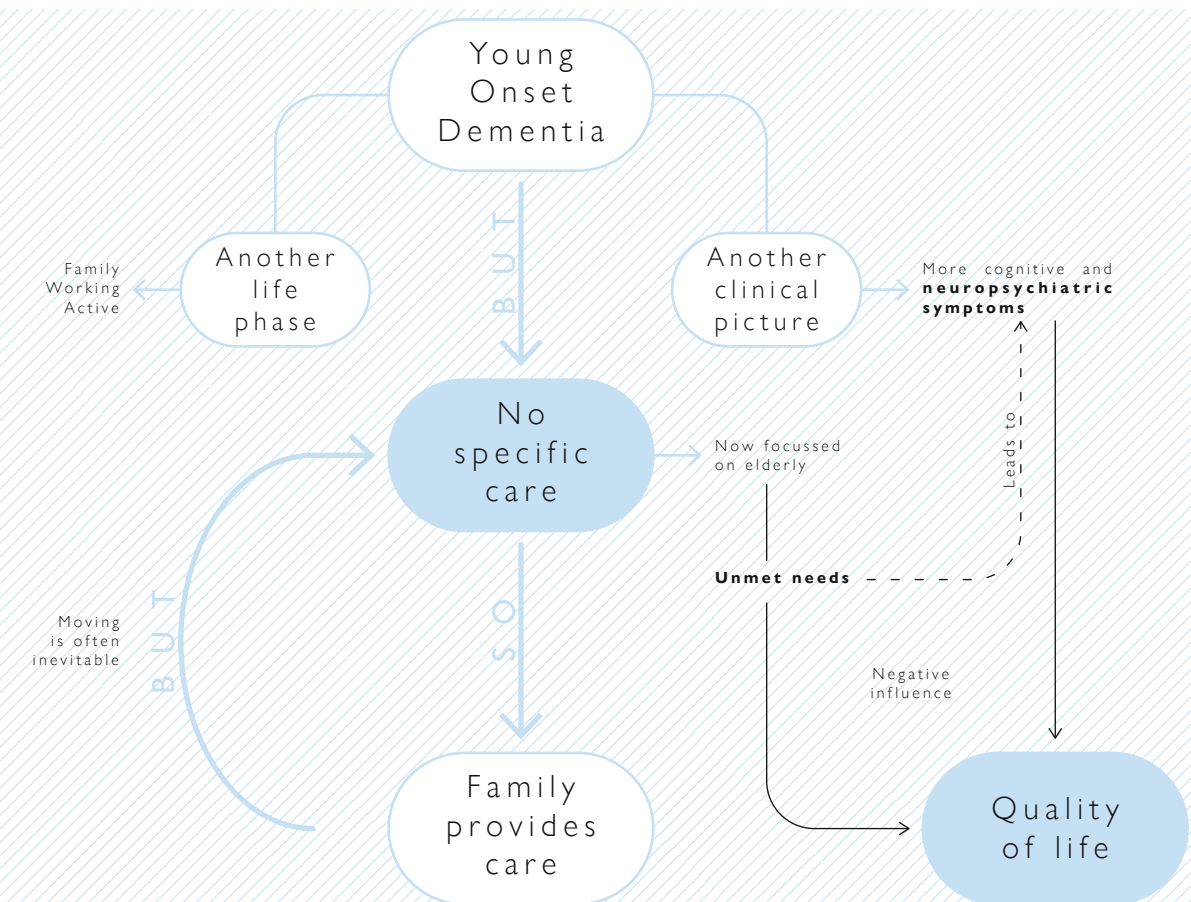 Young
Onset
Dementia
BUT
Another
life
phase
Family
Working
Active
Another
clinical
picture
More cognitive and
neuropsychiatric
symptoms
No
specific
care
Now focussed
on elderly
Leads to
Unmet needs
SO
BUT
Moving
is often
inevitable
Negative
influence
Family
provides
care
Quality
of life